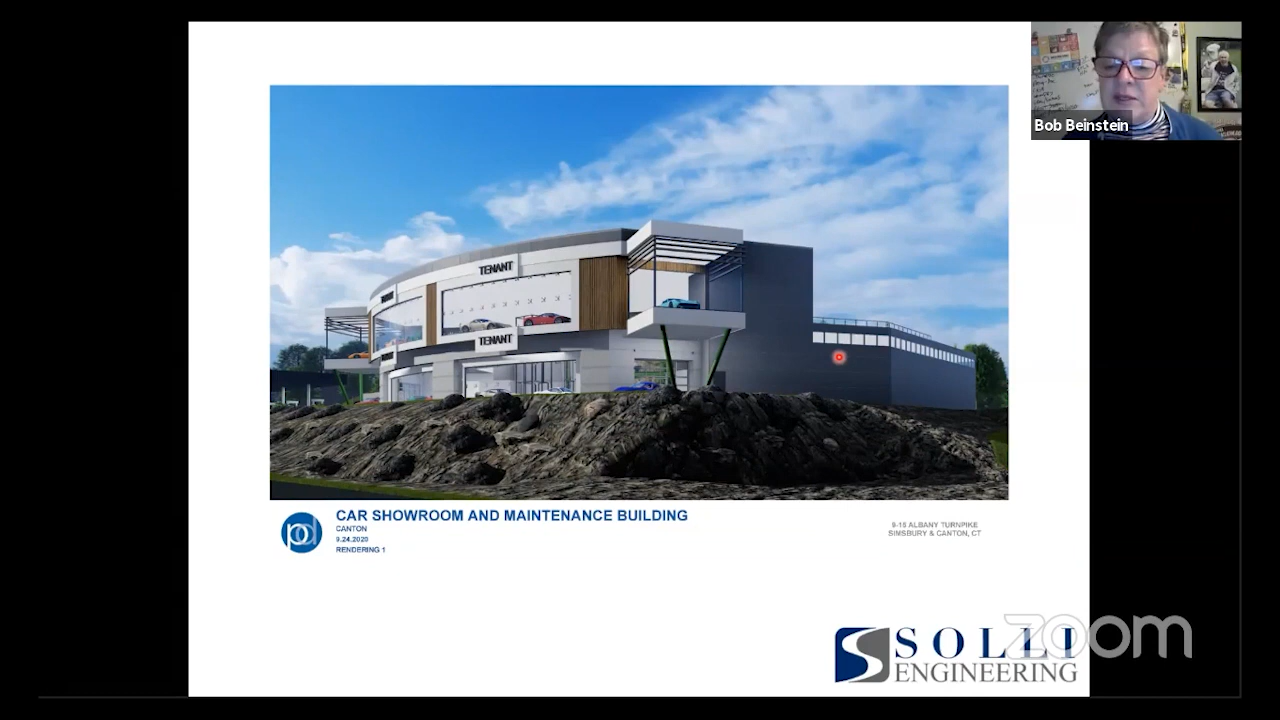 Bob Beinstein
TENANT
TENANT
CAR SHOWROOM AND MAINTENANCE BUILDING
CANTON
9.24.2020
RENDERING 1
pd
9-15 ALBANY TURNPIKE
SIMSBURY & CANTON, CT
SOLLI
ENGINEERING
zoom